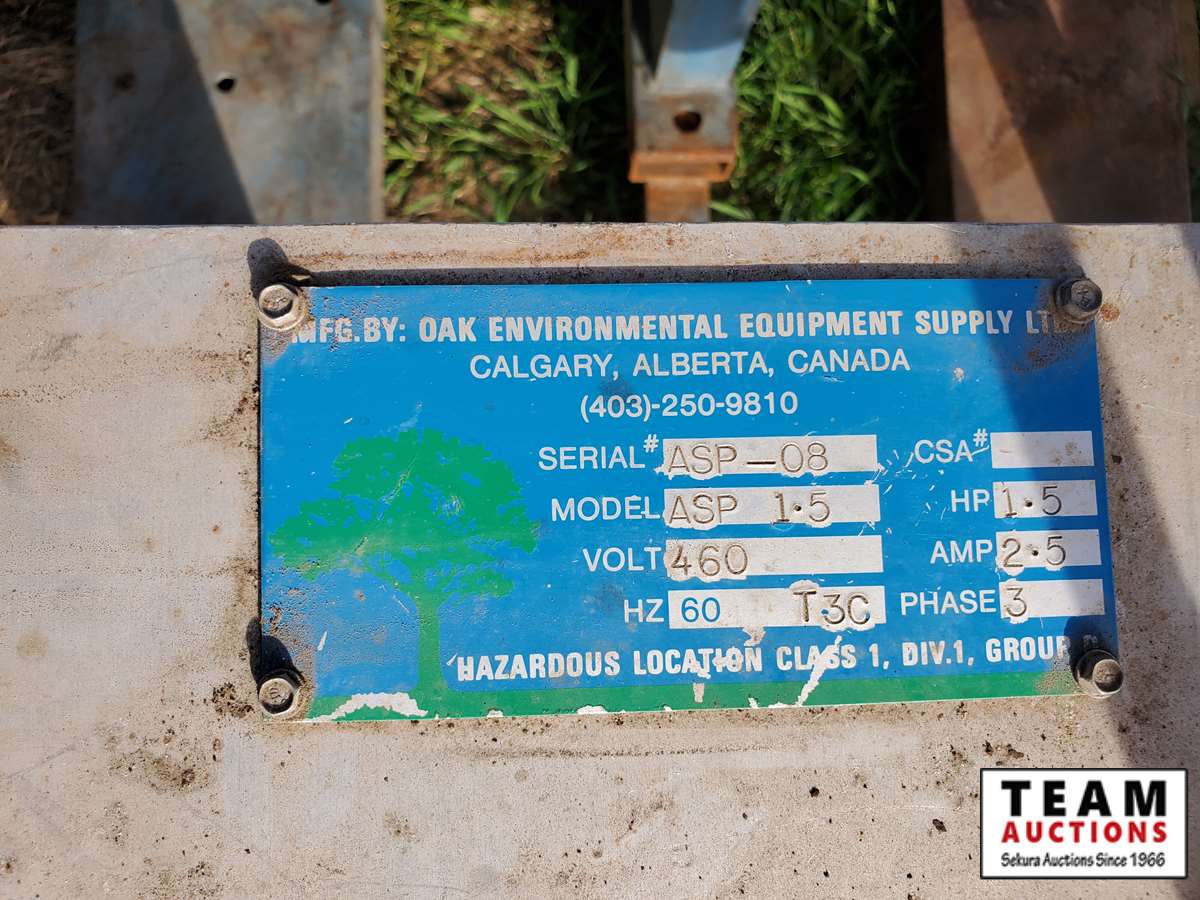 MFG.BY: OAK ENVIRONMENTAL EQUIPMENT SUPPLY LTD.
CALGARY, ALBERTA, CANADA
(403)-250-9810
SERIAL# ASP-08 CSA# -
MODEL ASP 1.5 HP 1.5
VOLT 460 AMP 2.5
HZ 60 T3C PHASE 3
HAZARDOUS LOCATION CLASS 1, DIV.1, GROUP
TEAM
AUCTIONS
Sekura Auctions Since 1966